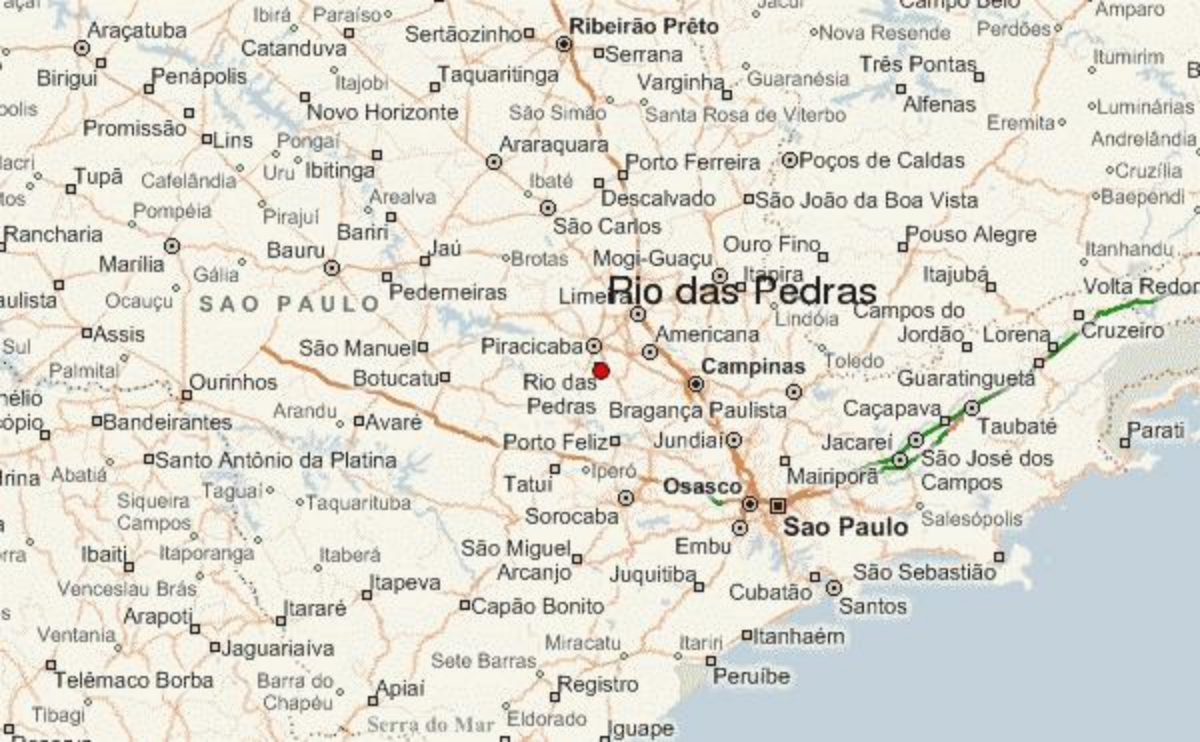 Jacuí
Campo Belo
Ibirá
Paraíso
Amparo
Araçatuba
Ribeirão Prêto
Sertãozinho
Catanduva
Nova Resende
Perdões
Serrana
Itumirim
Três Pontas
Birigui
Penápolis
Itajobi
Taquaritinga
Varginha
Guaranésia
Novo Horizonte
São Simão
Santa Rosa de Viterbo
Alfenas
Luminárias
Eremita
Promissão
Lins
Pongaí
Andrelândia
Araraquara
Uru
Ibitinga
Porto Ferreira
Poços de Caldas
Cruzília
Tupã
Cafelândia
Ibaté
Descalvado
São João da Boa Vista
Baependi
Arealva
Pompéia
Pirajuí
Bariri
São Carlos
Rancharia
Pouso Alegre
Ouro Fino
Itanhandu
Marília
Bauru
Jaú
Brotas
Mogi-Guaçu
Itapira
Itajubá
Gália
Pederneiras
Limeira
Rio das Pedras
Volta Redon
aulista
Ocauçu
SAO PAULO
Lindóia
Campos do
Jordão
Lorena
Cruzeiro
Assis
Americana
Sul
São Manuel
Piracicaba
Toledo
Palmital
Campinas
Botucatu
Rio das
Pedras
Guaratinguetá
Ourinhos
nélio
ópio
Bandeirantes
Arandu
Avaré
Bragança Paulista
Caçapava
Taubaté
Parati
Porto Feliz
Jundiaí
Jacareí
Santo Antônio da Platina
Abatiá
drina
Iperó
Mairiporã
São José dos
Campos
Tatuí
Osasco
Taguaí
Taquarituba
Siqueira
Campos
Sorocaba
Sao Paulo
Salesópolis
Embu
Ibaiti
Itaporanga
Itaberá
São Miguel
Arcanjo
Juquitiba
Cubatão
São Sebastião
Venceslau Brás
Itapeva
Santos
Arapoti
Itararé
Capão Bonito
Ventania
Jaguariaíva
Miracatu
Itariri
Itanhaém
Telêmaco Borba
Sete Barras
Peruíbe
Barra do
Chapéu
Apiaí
Registro
Tibagi
Serra do Mar
Eldorado
Iguape